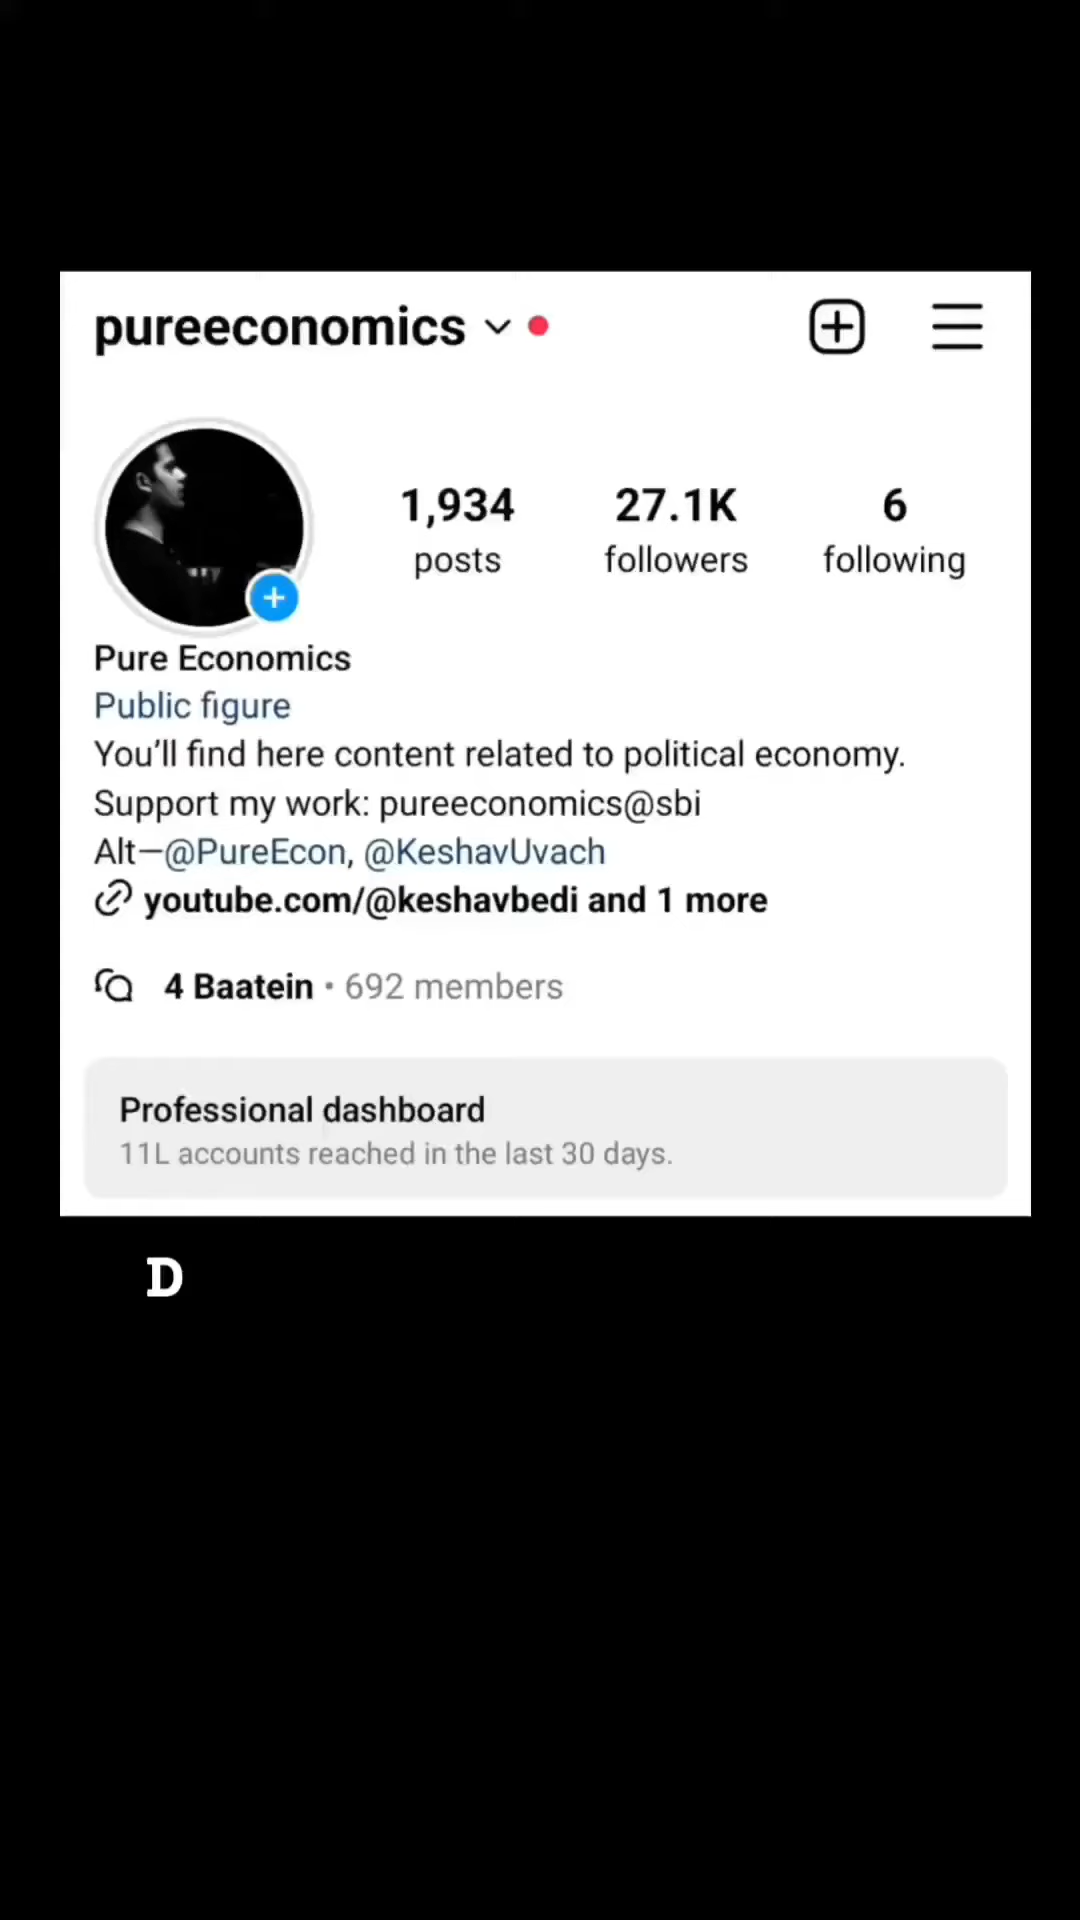 pureeconomics
1,934
posts
27.1K
followers
6
following
Pure Economics
Public figure
You'll find here content related to political economy.
Support my work: pureeconomics@sbi
Alt—@PureEcon, @KeshavUvach
youtube.com/@keshavbedi and 1 more
4 Baatein • 692 members
Professional dashboard
11L accounts reached in the last 30 days.
D